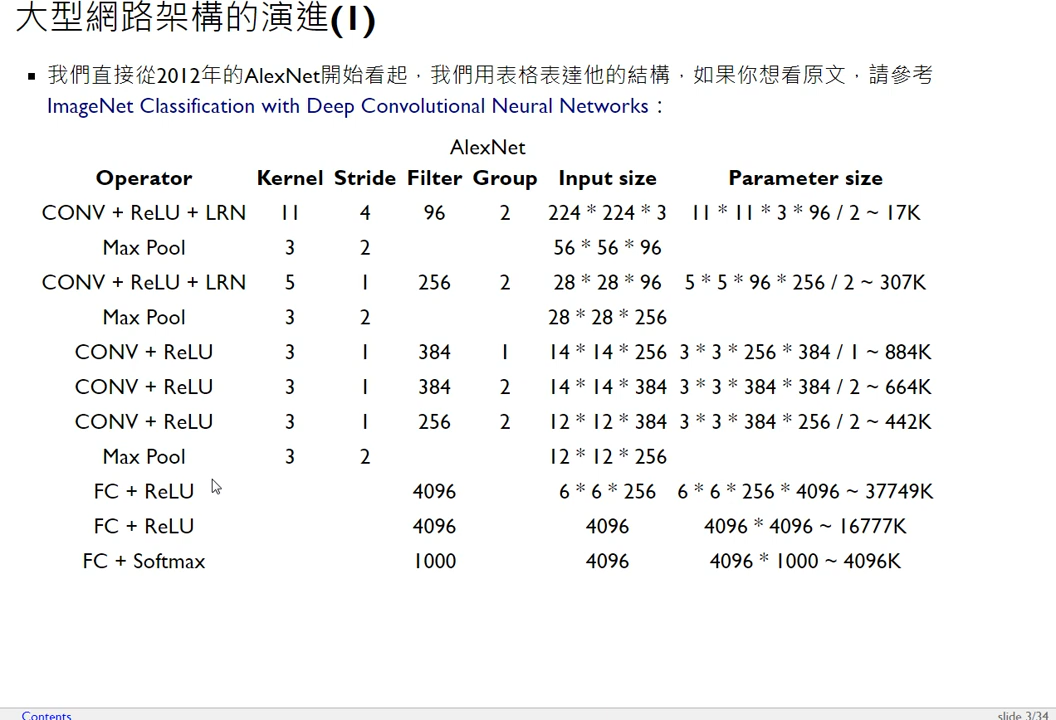 大型網路架構的演進(1)
我們直接從2012年的AlexNet開始看起，我們用表格表達他的結構，如果你想看原文，請參考
ImageNet Classification with Deep Convolutional Neural Networks：
AlexNet
Operator Kernel Stride Filter Group Input size Parameter size
CONV + ReLU + LRN 11 4 96 2 224 * 224 * 3 11 * 11 * 3 * 96 / 2 ~ 17K
Max Pool 3 2 56 * 56 * 96
CONV + ReLU + LRN 5 1 256 2 28 * 28 * 96 5 * 5 * 96 * 256 / 2 ~ 307K
Max Pool 3 2 28 * 28 * 256
CONV + ReLU 3 1 384 1 14 * 14 * 256 3 * 3 * 256 * 384 / 1 ~ 884K
CONV + ReLU 3 1 384 2 14 * 14 * 384 3 * 3 * 384 * 384 / 2 ~ 664K
CONV + ReLU 3 1 256 2 12 * 12 * 384 3 * 3 * 384 * 256 / 2 ~ 442K
Max Pool 3 2 12 * 12 * 256
FC + ReLU 4096 6 * 6 * 256 6 * 6 * 256 * 4096 ~ 37749K
FC + ReLU 4096 4096 4096 * 4096 ~ 16777K
FC + Softmax 1000 4096 4096 * 1000 ~ 4096K
Contents slide 3/34